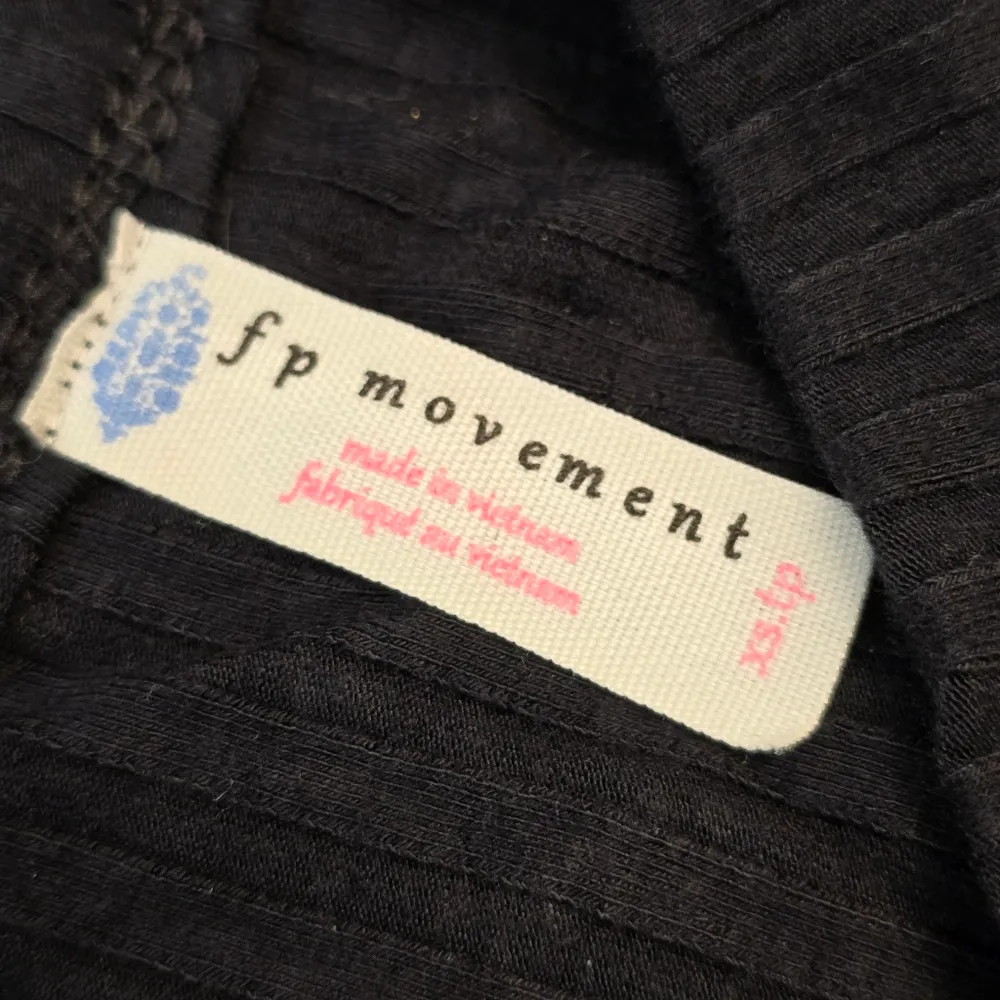 fp movement
made in vietnam
fabriqué au vietnam
xs.tp